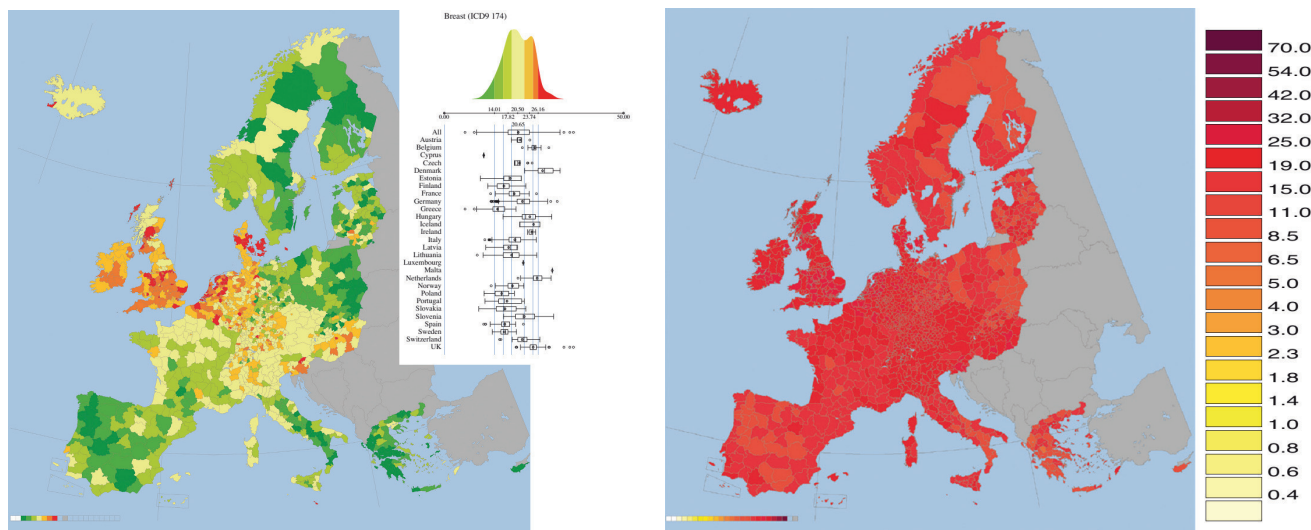 Breast (ICD9 174)
14.01 20.50 26.16
0.00 17.82 23.74 50.00
20.65
All
Austria
Belgium
Cyprus
Czech
Denmark
Estonia
Finland
France
Germany
Greece
Hungary
Iceland
Ireland
Italy
Latvia
Lithuania
Luxembourg
Malta
Netherlands
Norway
Poland
Portugal
Slovakia
Slovenia
Spain
Sweden
Switzerland
UK
70.0
54.0
42.0
32.0
25.0
19.0
15.0
11.0
8.5
6.5
5.0
4.0
3.0
2.3
1.8
1.4
1.0
0.8
0.6
0.4